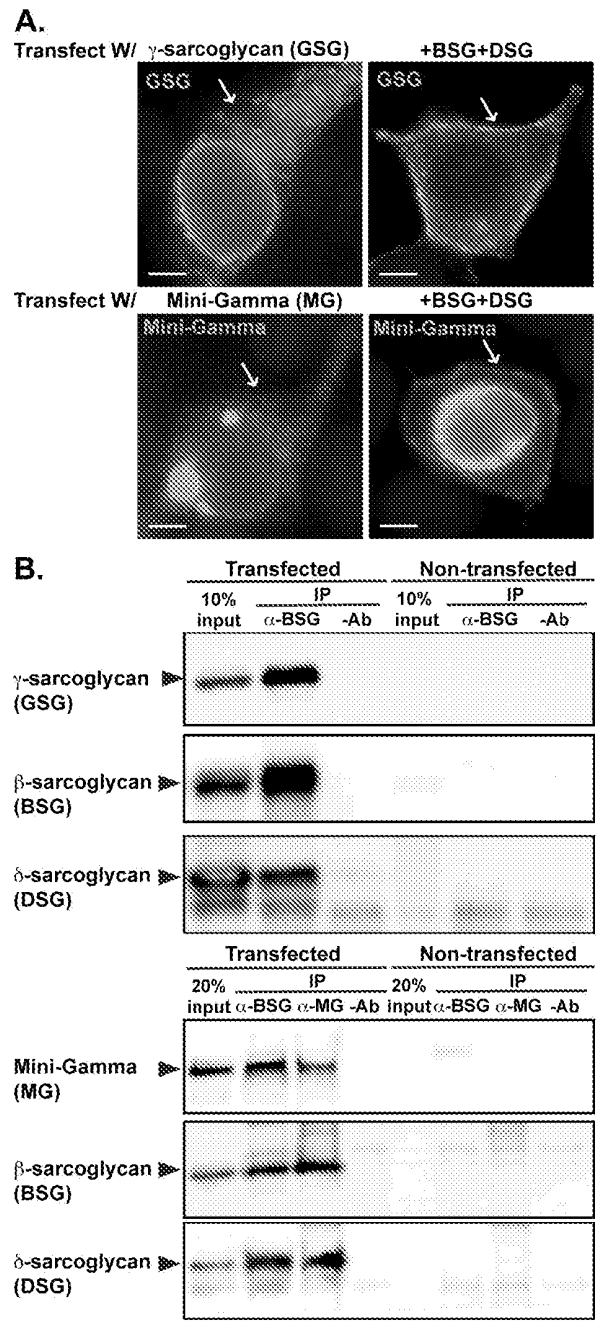 A.
Transfect W/ γ-sarcoglycan (GSG) +BSG+DSG
GSG GSG
Transfect W/ Mini-Gamma (MG) +BSG+DSG
Mini-Gamma Mini-Gamma
B.
Transfected Non-transfected
10% input IP α-BSG -Ab 10% input IP α-BSG -Ab
γ-sarcoglycan
(GSG)
β-sarcoglycan
(BSG)
δ-sarcoglycan
(DSG)
Transfected Non-transfected
20% input IP α-BSG α-MG -Ab 20% input IP α-BSG α-MG -Ab
Mini-Gamma
(MG)
β-sarcoglycan
(BSG)
δ-sarcoglycan
(DSG)